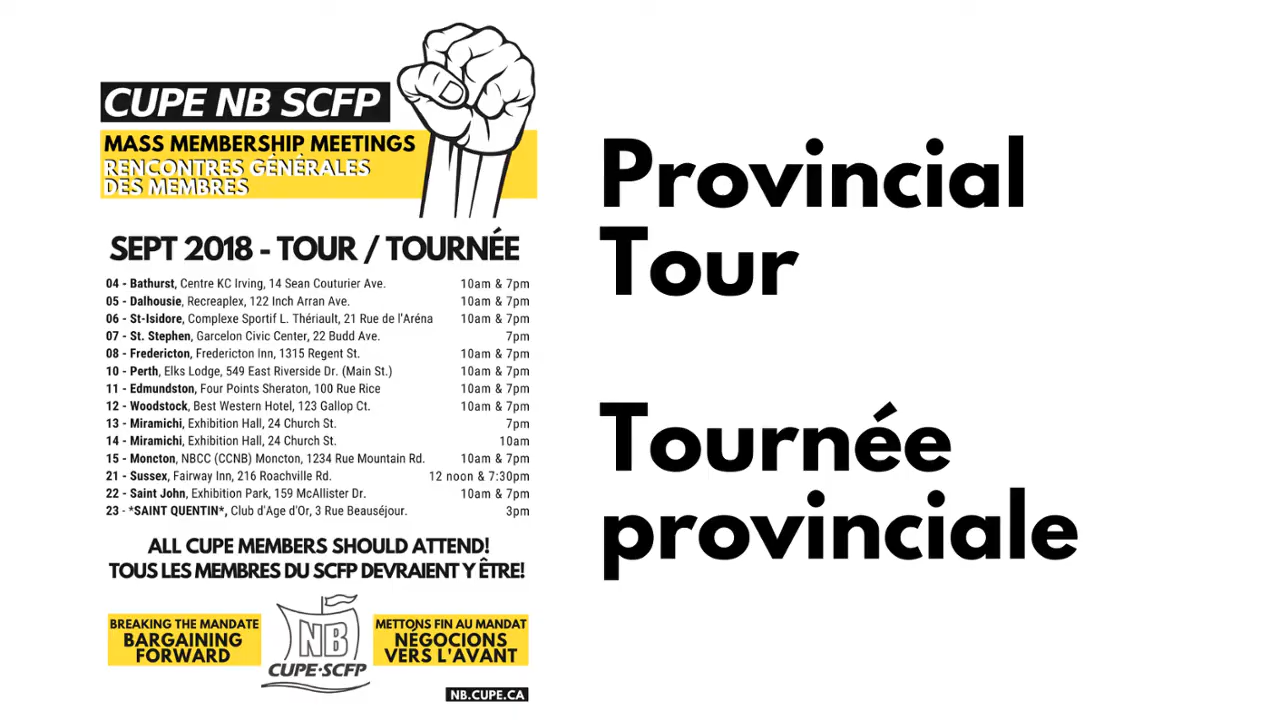 CUPE NB SCFP
MASS MEMBERSHIP MEETINGS
RENCONTRES GÉNÉRALES
DES MEMBRES
SEPT 2018 - TOUR / TOURNÉE
04 - Bathurst, Centre KC Irving, 14 Sean Couturier Ave. 10am & 7pm
05 - Dalhousie, Recreaplex, 122 Inch Arran Ave. 10am & 7pm
06 - St-Isidore, Complexe Sportif L. Thériault, 21 Rue de l'Aréna 10am & 7pm
07 - St. Stephen, Garcelon Civic Center, 22 Budd Ave. 7pm
08 - Fredericton, Fredericton Inn, 1315 Regent St. 10am & 7pm
10 - Perth, Elks Lodge, 549 East Riverside Dr. (Main St.) 10am & 7pm
11 - Edmundston, Four Points Sheraton, 100 Rue Rice 10am & 7pm
12 - Woodstock, Best Western Hotel, 123 Gallop Ct. 10am & 7pm
13 - Miramichi, Exhibition Hall, 24 Church St. 7pm
14 - Miramichi, Exhibition Hall, 24 Church St. 10am
15 - Moncton, NBCC (CCNB) Moncton, 1234 Rue Mountain Rd. 10am & 7pm
21 - Sussex, Fairway Inn, 216 Roachville Rd. 12 noon & 7:30pm
22 - Saint John, Exhibition Park, 159 McAllister Dr. 10am & 7pm
23 - *SAINT QUENTIN*, Club d'Age d'Or, 3 Rue Beauséjour. 3pm
ALL CUPE MEMBERS SHOULD ATTEND!
TOUS LES MEMBRES DU SCFP DEVRAIENT Y ÊTRE!
BREAKING THE MANDATE
BARGAINING
FORWARD
NB
CUPE·SCFP
METTONS FIN AU MANDAT
NÉGOCIONS
VERS L'AVANT
NB.CUPE.CA
Provincial
Tour
Tournée
provinciale